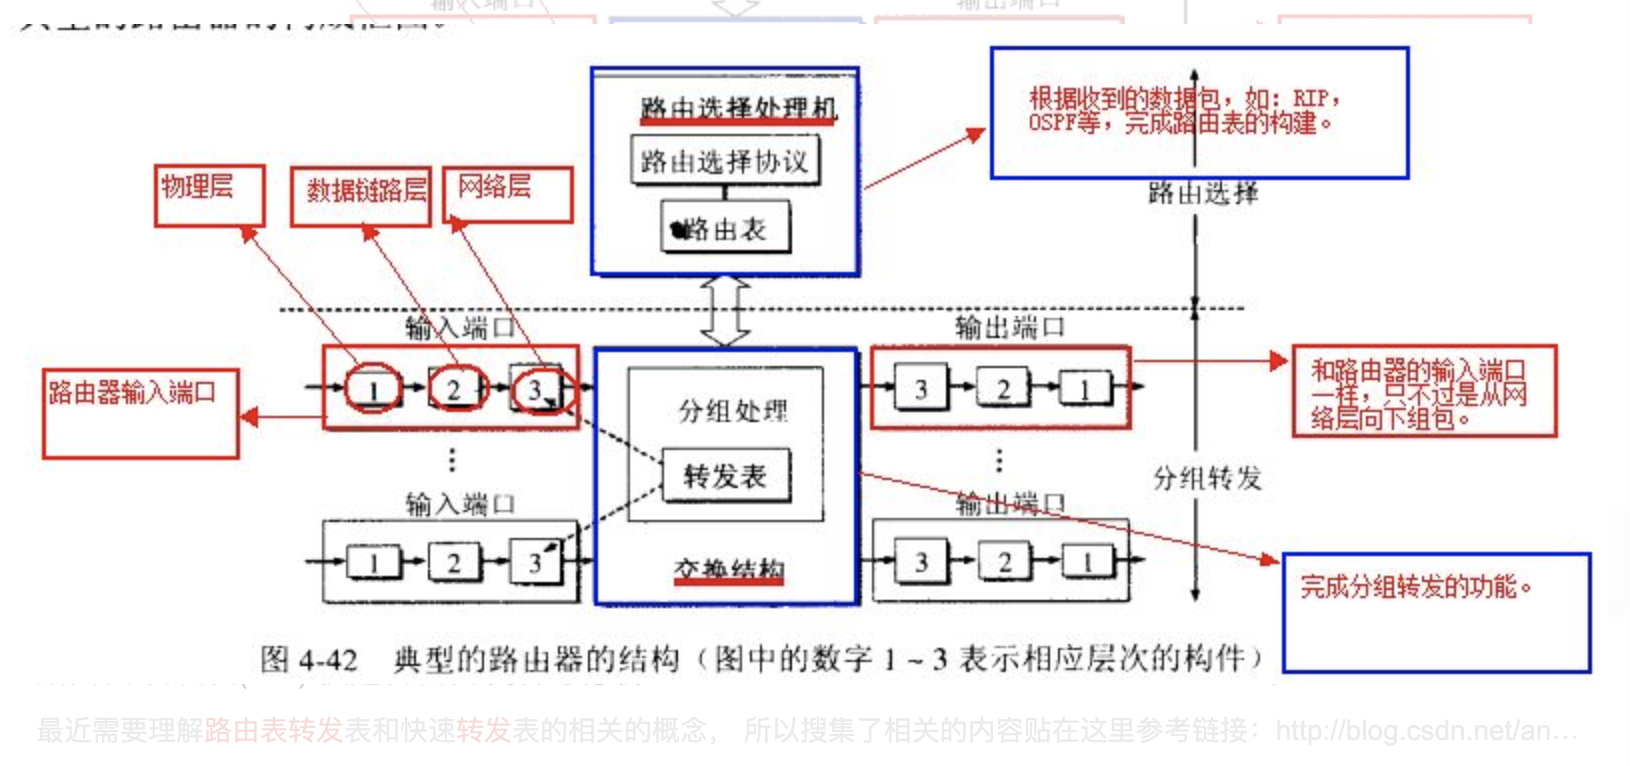 路由选择处理机
路由选择协议
路由表
根据收到的数据包，如：RIP，
OSPF等，完成路由表的构建。
路由选择
物理层
数据链路层
网络层
输入端口
输出端口
路由器输入端口
1
2
3
分组处理
转发表
3
2
1
和路由器的输入端口
一样，只不过是从网
络层向下组包。
分组转发
输入端口
输出端口
1
2
3
交换结构
3
2
1
完成分组转发的功能。
图 4-42 典型的路由器的结构（图中的数字 1 ~ 3 表示相应层次的构件）
最近需要理解路由表转发表和快速转发表的相关的概念， 所以搜集了相关的内容贴在这里参考链接：http://blog.csdn.net/an...